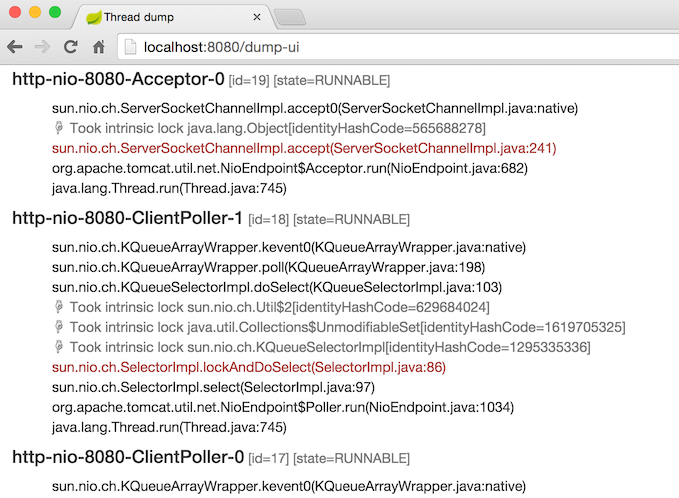 Thread dump
localhost:8080/dump-ui
http-nio-8080-Acceptor-0 [id=19] [state=RUNNABLE]
sun.nio.ch.ServerSocketChannelImpl.accept0(ServerSocketChannelImpl.java:native)
Took intrinsic lock java.lang.Object[identityHashCode=565688278]
sun.nio.ch.ServerSocketChannelImpl.accept(ServerSocketChannelImpl.java:241)
org.apache.tomcat.util.net.NioEndpoint$Acceptor.run(NioEndpoint.java:682)
java.lang.Thread.run(Thread.java:745)
http-nio-8080-ClientPoller-1 [id=18] [state=RUNNABLE]
sun.nio.ch.KQueueArrayWrapper.kevent0(KQueueArrayWrapper.java:native)
sun.nio.ch.KQueueArrayWrapper.poll(KQueueArrayWrapper.java:198)
sun.nio.ch.KQueueSelectorImpl.doSelect(KQueueSelectorImpl.java:103)
Took intrinsic lock sun.nio.ch.Util$2[identityHashCode=629684024]
Took intrinsic lock java.util.Collections$UnmodifiableSet[identityHashCode=1619705325]
Took intrinsic lock sun.nio.ch.KQueueSelectorImpl[identityHashCode=1295335336]
sun.nio.ch.SelectorImpl.lockAndDoSelect(SelectorImpl.java:86)
sun.nio.ch.SelectorImpl.select(SelectorImpl.java:97)
org.apache.tomcat.util.net.NioEndpoint$Poller.run(NioEndpoint.java:1034)
java.lang.Thread.run(Thread.java:745)
http-nio-8080-ClientPoller-0 [id=17] [state=RUNNABLE]
sun.nio.ch.KQueueArrayWrapper.kevent0(KQueueArrayWrapper.java:native)